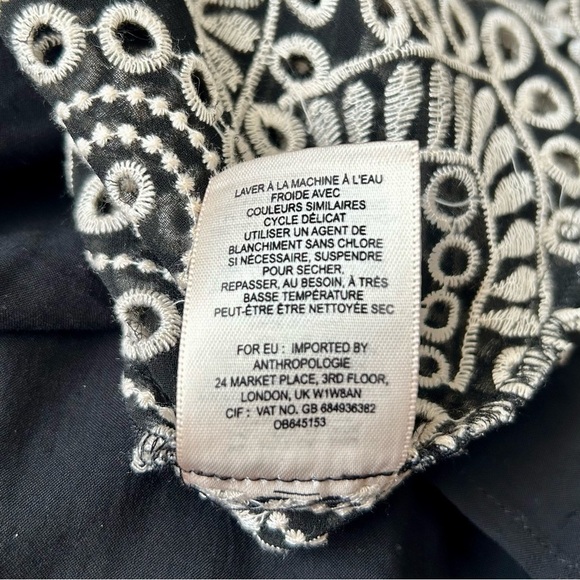 LAVER À LA MACHINE À L'EAU
FROIDE AVEC
COULEURS SIMILAIRES
CYCLE DÉLICAT
UTILISER UN AGENT DE
BLANCHIMENT SANS CHLORE
SI NÉCESSAIRE, SUSPENDRE
POUR SÉCHER,
REPASSER, AU BESOIN, À TRÉS
BASSE TEMPÉRATURE
PEUT-ÊTRE ÊTRE NETTOYÉE SEC
FOR EU : IMPORTED BY
ANTHROPOLOGIE
24 MARKET PLACE, 3RD FLOOR,
LONDON, UK W1W8AN
CIF : VAT NO. GB 684936382
OB645153